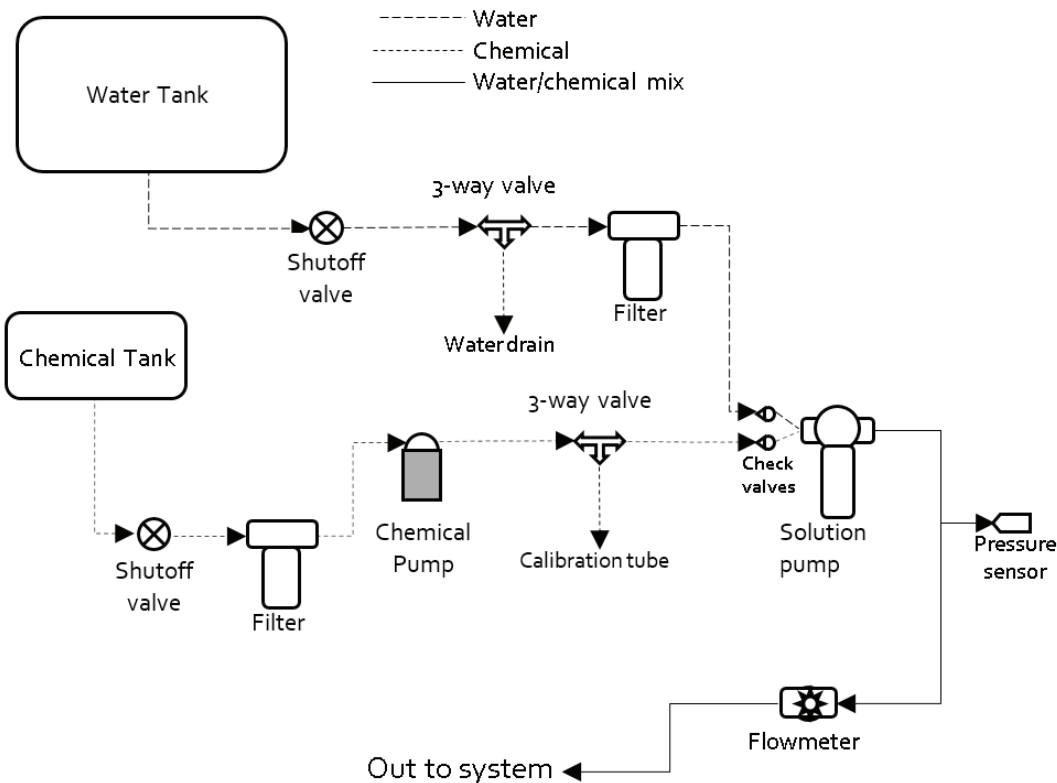 Water
Chemical
Water/chemical mix
Water Tank
3-way valve
Shutoff
valve
Filter
Water drain
Chemical Tank
3-way valve
Check
valves
Chemical
Pump
Calibration tube
Solution
pump
Pressure
sensor
Shutoff
valve
Filter
Flowmeter
Out to system